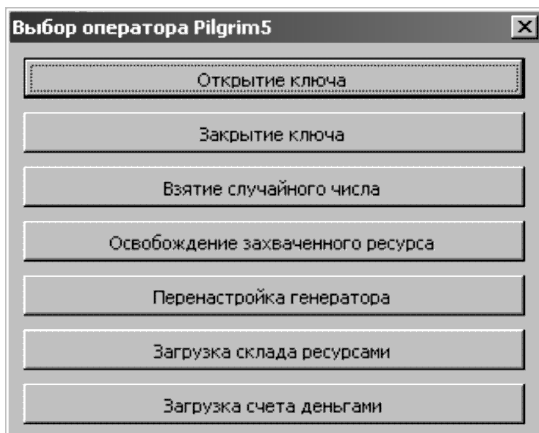 Выбор оператора Pilgrim5
Открытие ключа
Закрытие ключа
Взятие случайного числа
Освобождение захваченного ресурса
Перенастройка генератора
Загрузка склада ресурсами
Загрузка счета деньгами